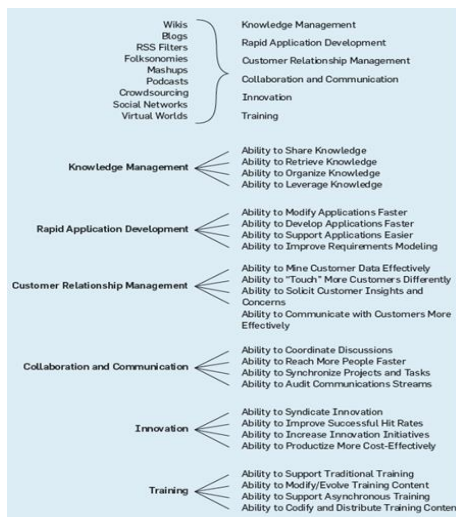 Wikis
Blogs
RSS Filters
Folksonomies
Mashups
Podcasts
Crowdsourcing
Social Networks
Virtual Worlds
Knowledge Management
Rapid Application Development
Customer Relationship Management
Collaboration and Communication
Innovation
Training
Knowledge Management
Ability to Share Knowledge
Ability to Retrieve Knowledge
Ability to Organize Knowledge
Ability to Leverage Knowledge
Rapid Application Development
Ability to Modify Applications Faster
Ability to Develop Applications Faster
Ability to Support Applications Easier
Ability to Improve Requirements Modeling
Customer Relationship Management
Ability to Mine Customer Data Effectively
Ability to “Touch” More Customers Differently
Ability to Solicit Customer Insights and
Concerns
Ability to Communicate with Customers More
Effectively
Collaboration and Communication
Ability to Coordinate Discussions
Ability to Reach More People Faster
Ability to Synchronize Projects and Tasks
Ability to Audit Communications Streams
Innovation
Ability to Syndicate Innovation
Ability to Improve Successful Hit Rates
Ability to Increase Innovation Initiatives
Ability to Productize More Cost-Effectively
Training
Ability to Support Traditional Training
Ability to Modify/Evolve Training Content
Ability to Support Asynchronous Training
Ability to Codify and Distribute Training Conten